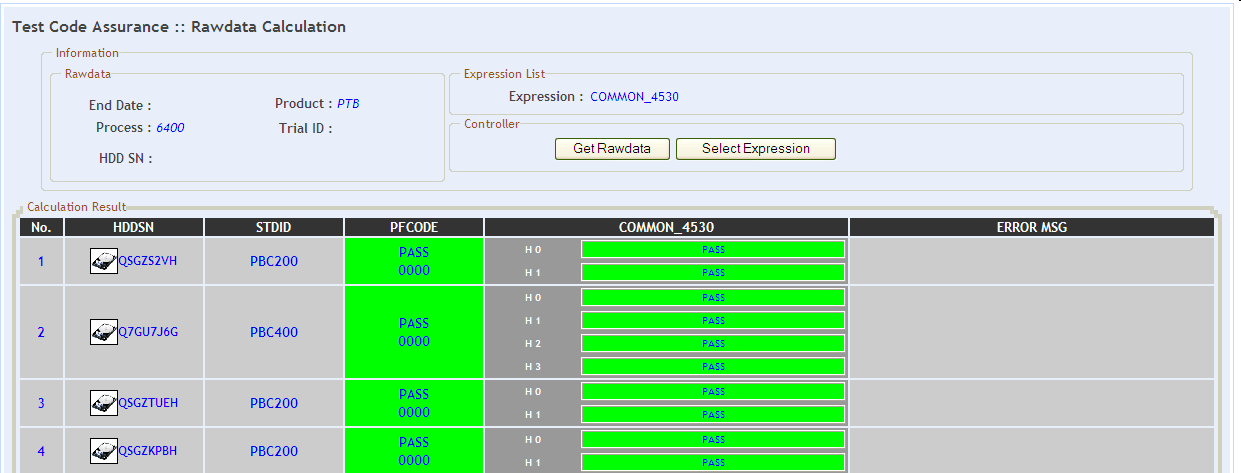 Test Code Assurance :: Rawdata Calculation
Information
Rawdata
End Date :
Product : PTB
Process : 6400
Trial ID :
HDD SN :
Expression List
Expression : COMMON_4530
Controller
Get Rawdata
Select Expression
Calculation Result
No. HDDSN STDID PFCODE COMMON_4530 ERROR MSG
1 QSGZS2VH PBC200 PASS 0000
H 0 PASS
H 1 PASS
2 Q7GU7J6G PBC400 PASS 0000
H 0 PASS
H 1 PASS
H 2 PASS
H 3 PASS
3 QSGZTUEH PBC200 PASS 0000
H 0 PASS
H 1 PASS
4 QSGZKPBH PBC200 PASS 0000
H 0 PASS
H 1 PASS